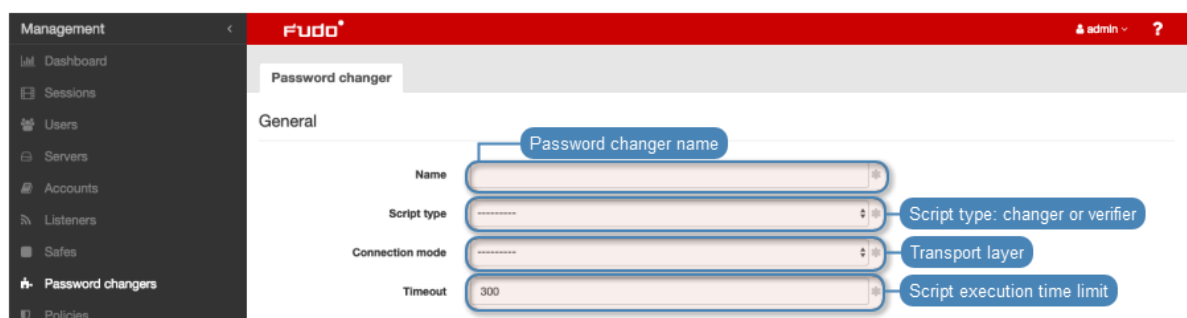 Management
Fudo
admin
?
Dashboard
Password changer
Sessions
Users
General
Password changer name
Servers
Name
Accounts
Script type
---------
Script type: changer or verifier
Listeners
Connection mode
---------
Transport layer
Safes
Password changers
Timeout
300
Script execution time limit
Policies